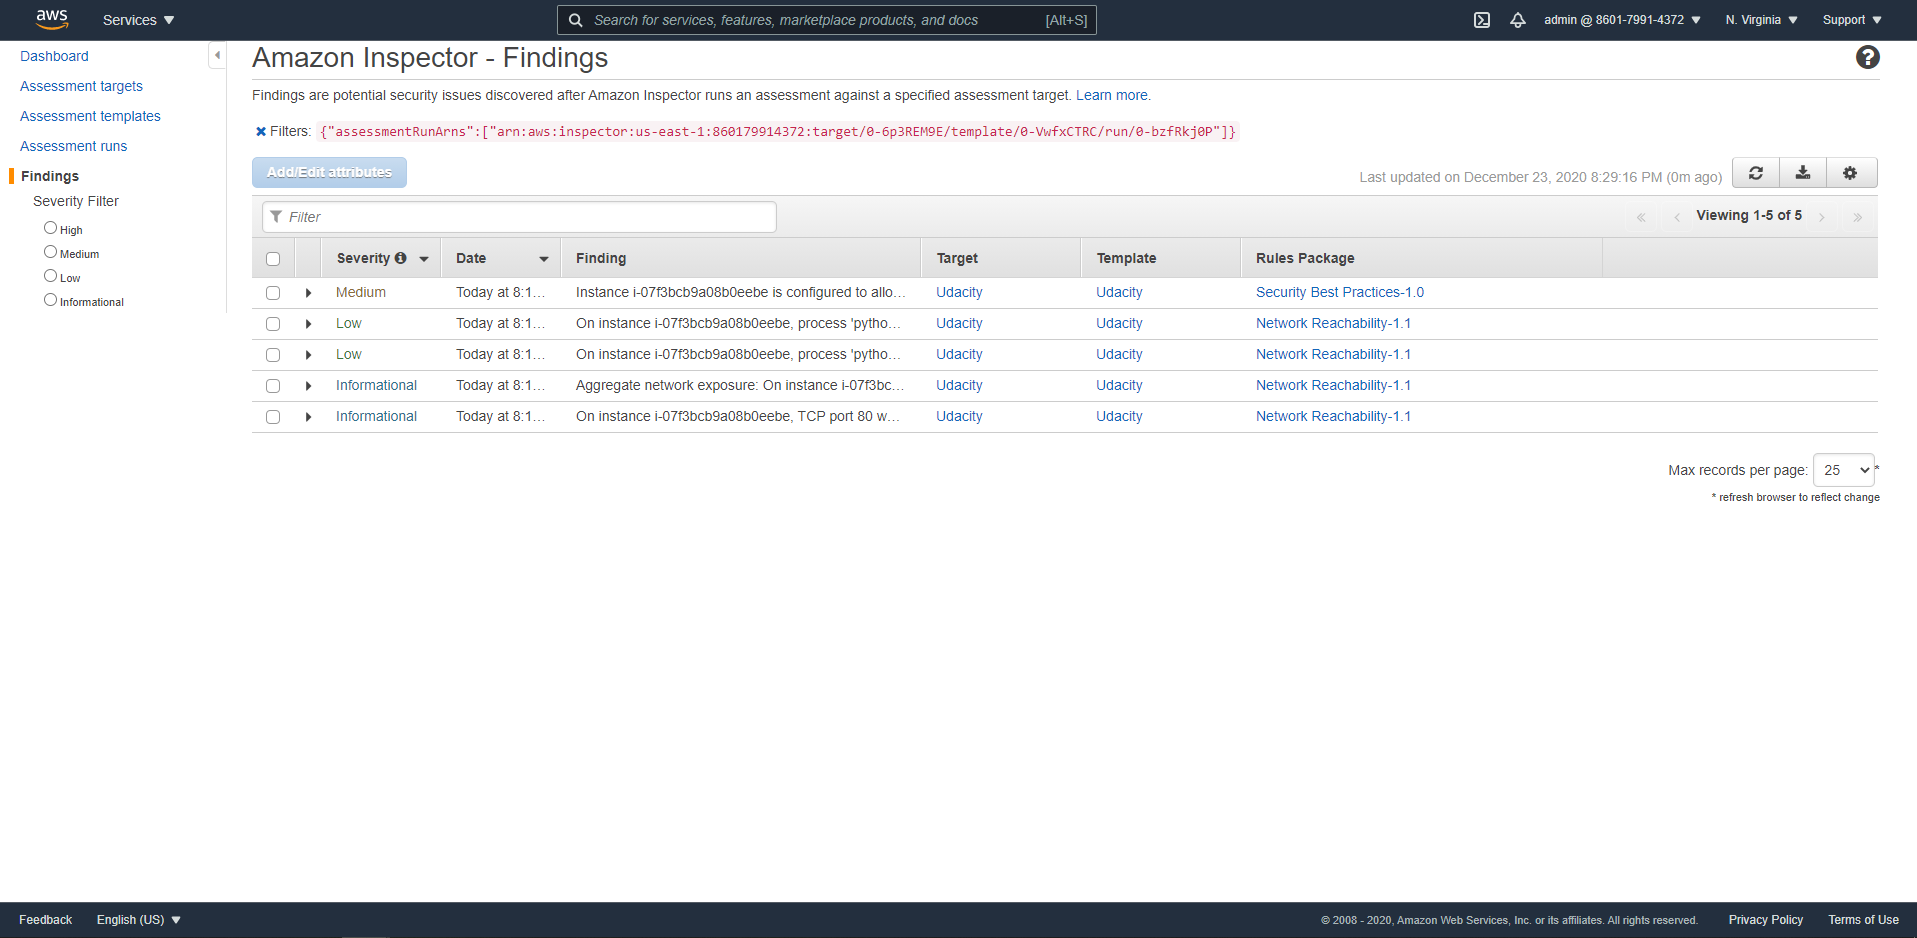 aws Services Search for services, features, marketplace products, and docs [Alt+S] admin @ 8601-7991-4372 N. Virginia Support
Dashboard
Assessment targets
Assessment templates
Assessment runs
Findings
Severity Filter
High
Medium
Low
Informational
Amazon Inspector - Findings
Findings are potential security issues discovered after Amazon Inspector runs an assessment against a specified assessment target. Learn more.
Filters: {"assessmentRunArns":["arn:aws:inspector:us-east-1:860179914372:target/0-6p3REM9E/template/0-VwfxCTRC/run/0-bzfRkj0P"]}
Add/Edit attributes Last updated on December 23, 2020 8:29:16 PM (0m ago)
Filter « ‹ Viewing 1-5 of 5 › »
Severity Date Finding Target Template Rules Package
Medium Today at 8:1... Instance i-07f3bcb9a08b0eebe is configured to allo... Udacity Udacity Security Best Practices-1.0
Low Today at 8:1... On instance i-07f3bcb9a08b0eebe, process 'pytho... Udacity Udacity Network Reachability-1.1
Low Today at 8:1... On instance i-07f3bcb9a08b0eebe, process 'pytho... Udacity Udacity Network Reachability-1.1
Informational Today at 8:1... Aggregate network exposure: On instance i-07f3bc... Udacity Udacity Network Reachability-1.1
Informational Today at 8:1... On instance i-07f3bcb9a08b0eebe, TCP port 80 w... Udacity Udacity Network Reachability-1.1
Max records per page: 25 *
* refresh browser to reflect change
Feedback English (US) © 2008 - 2020, Amazon Web Services, Inc. or its affiliates. All rights reserved. Privacy Policy Terms of Use